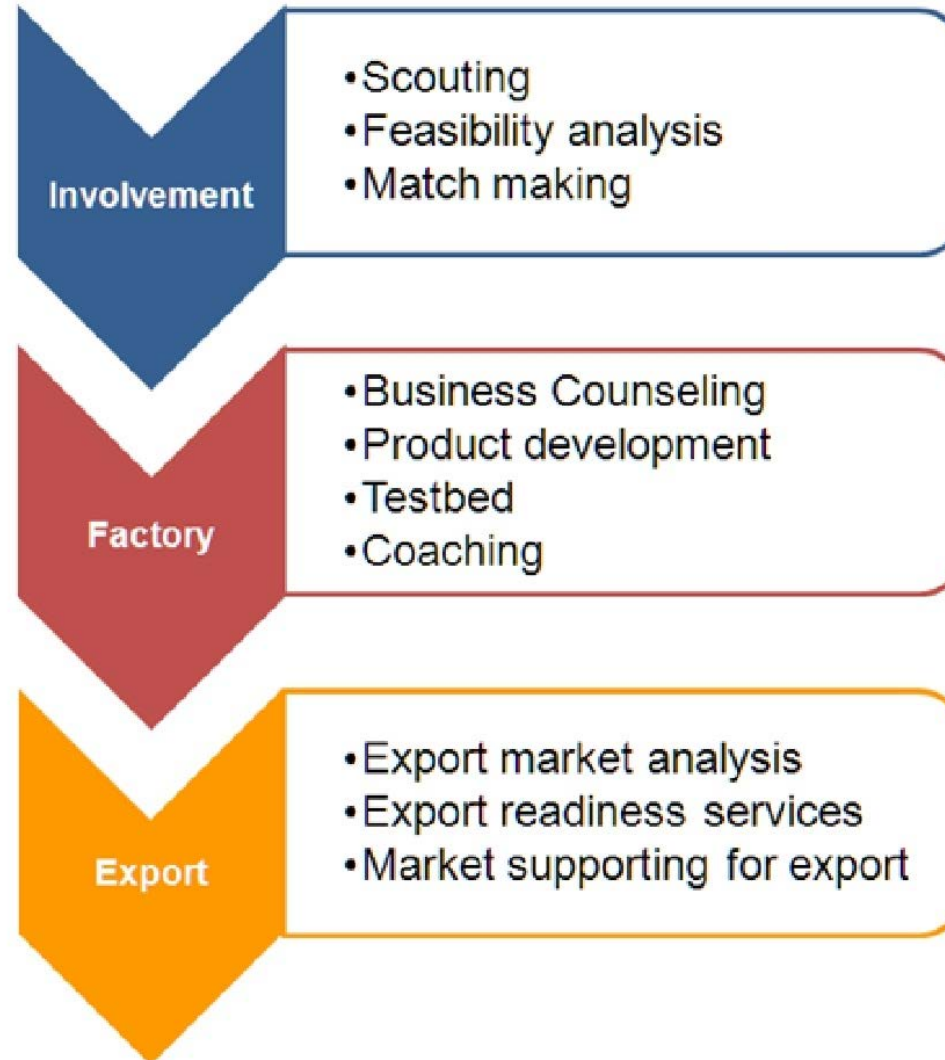 Involvement
•Scouting
•Feasibility analysis
•Match making
Factory
•Business Counseling
•Product development
•Testbed
•Coaching
Export
•Export market analysis
•Export readiness services
•Market supporting for export